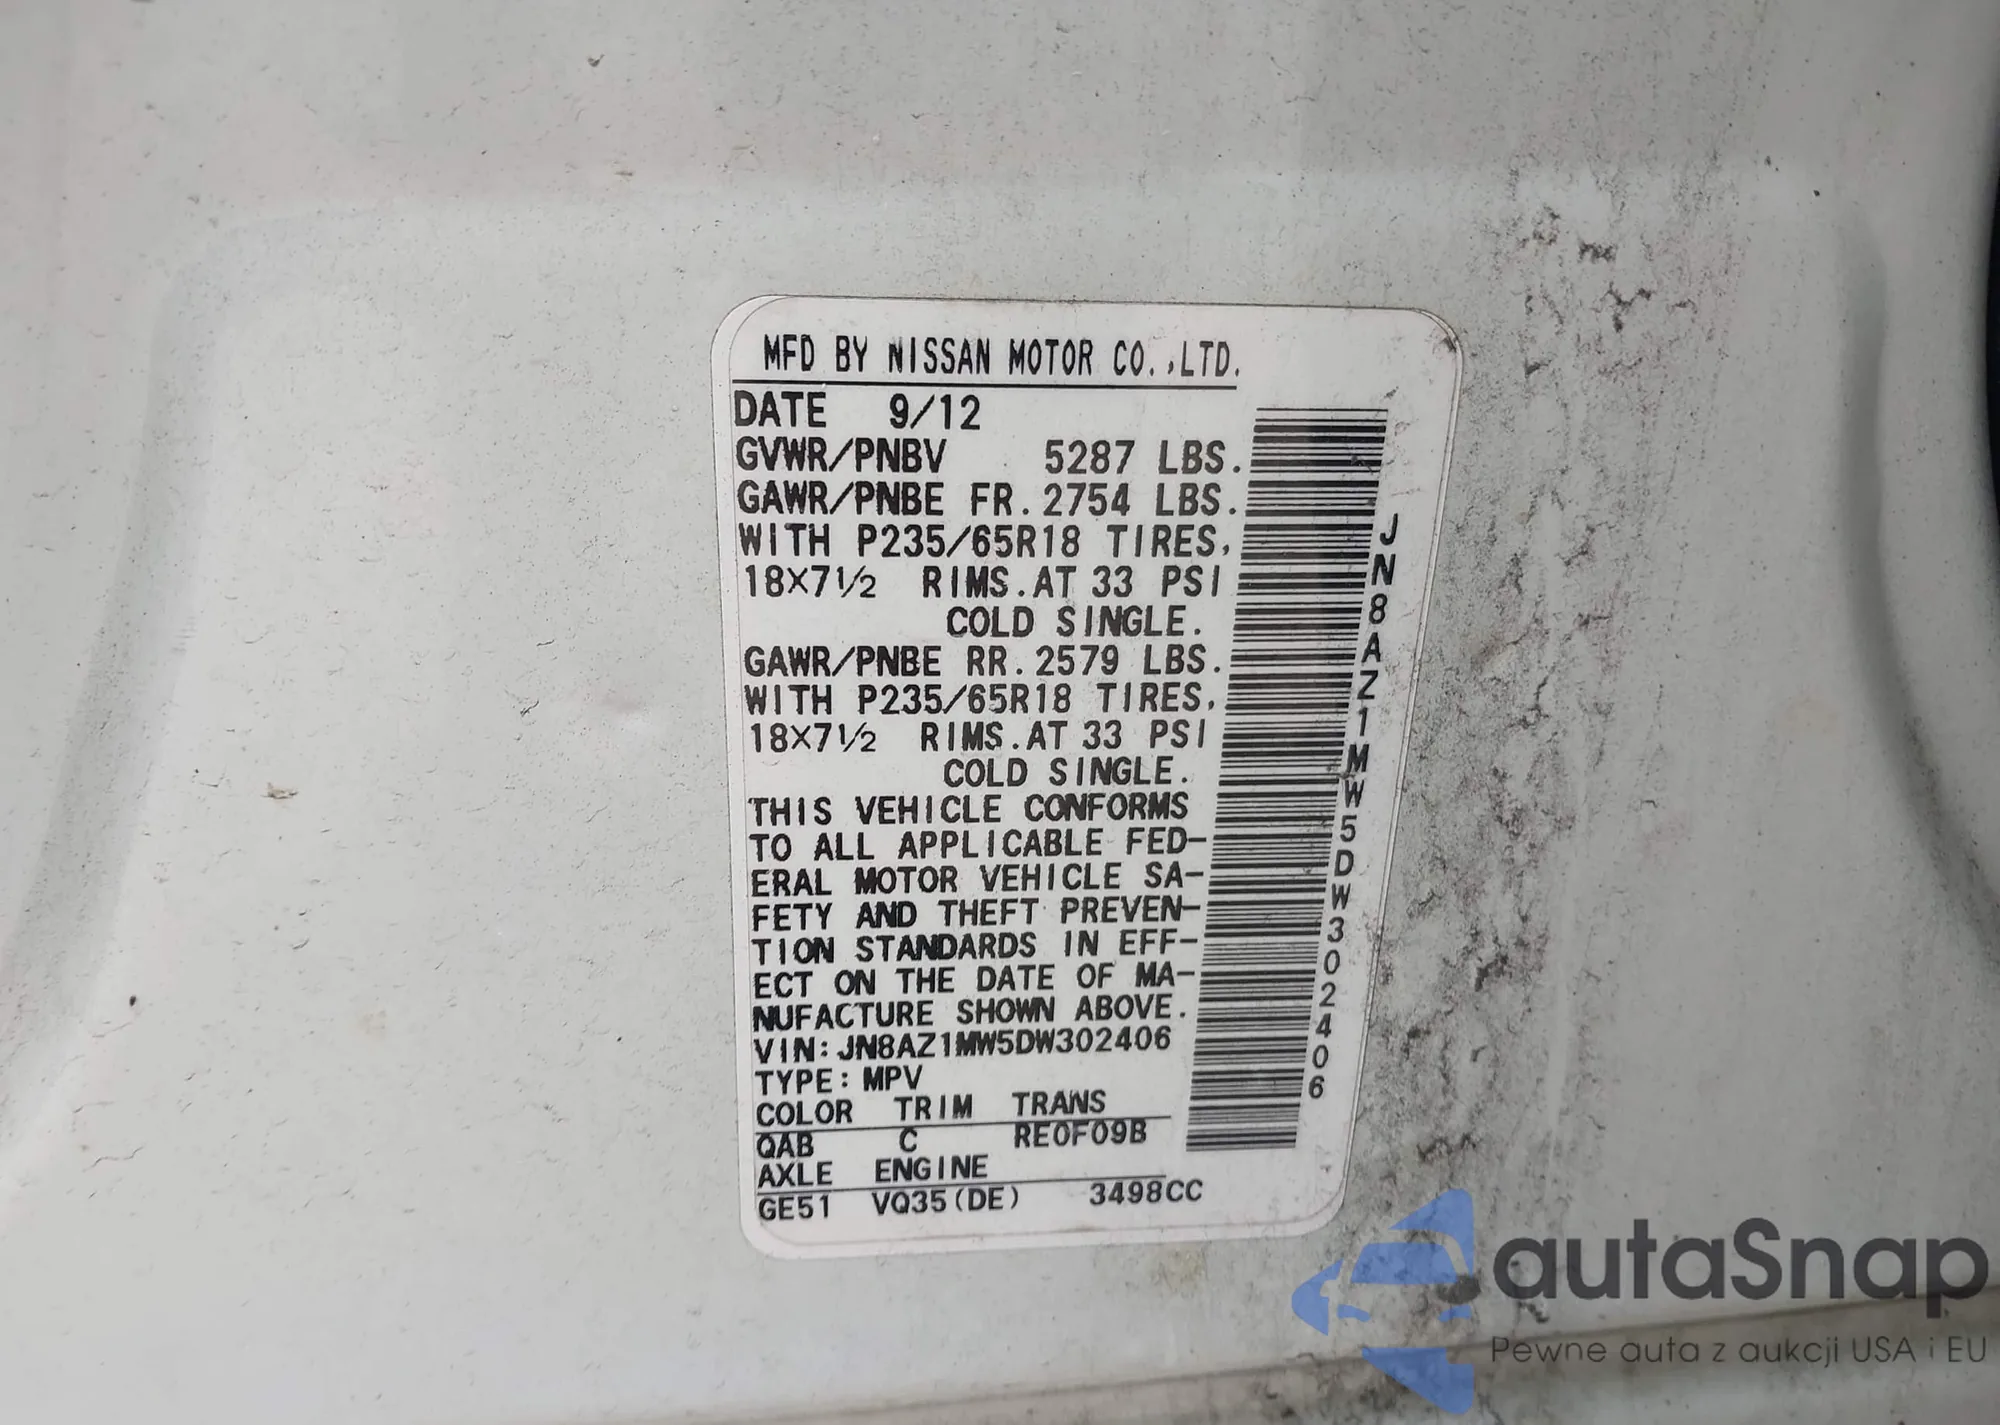 MFD BY NISSAN MOTOR CO.,LTD.
DATE 9/12
GVWR/PNBV 5287 LBS.
GAWR/PNBE FR. 2754 LBS.
WITH P235/65R18 TIRES,
18X7½ RIMS.AT 33 PSI
COLD SINGLE.
GAWR/PNBE RR. 2579 LBS.
WITH P235/65R18 TIRES,
18X7½ RIMS.AT 33 PSI
COLD SINGLE.
THIS VEHICLE CONFORMS
TO ALL APPLICABLE FED-
ERAL MOTOR VEHICLE SA-
FETY AND THEFT PREVEN-
TION STANDARDS IN EFF-
ECT ON THE DATE OF MA-
NUFACTURE SHOWN ABOVE.
VIN: JN8AZ1MW5DW302406
TYPE: MPV
COLOR TRIM TRANS
QAB C RE0F09B
AXLE ENGINE
GE51 VQ35(DE) 3498CC
JN8AZ1MW5DW302406
autaSnap
Pewne auta z aukcji USA i EU